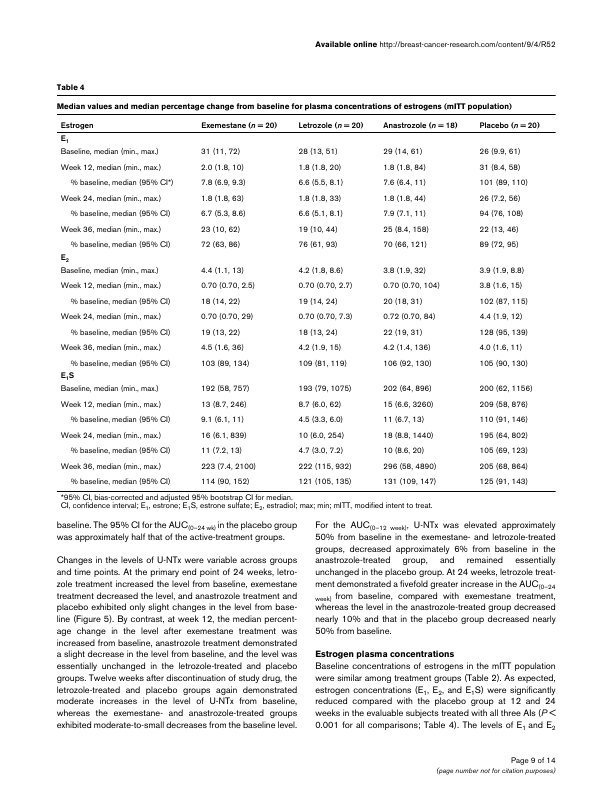 Available online http://breast-cancer-research.com/content/9/4/R52
Table 4
Median values and median percentage change from baseline for plasma concentrations of estrogens (mITT population)
Estrogen Exemestane (n = 20) Letrozole (n = 20) Anastrozole (n = 18) Placebo (n = 20)
E1
Baseline, median (min., max.) 31 (11, 72) 28 (13, 51) 29 (14, 61) 26 (9.9, 61)
Week 12, median (min., max.) 2.0 (1.8, 10) 1.8 (1.8, 20) 1.8 (1.8, 84) 31 (8.4, 58)
% baseline, median (95% CI*) 7.8 (6.9, 9.3) 6.6 (5.5, 8.1) 7.6 (6.4, 11) 101 (89, 110)
Week 24, median (min., max.) 1.8 (1.8, 63) 1.8 (1.8, 33) 1.8 (1.8, 44) 26 (7.2, 56)
% baseline, median (95% CI) 6.7 (5.3, 8.6) 6.6 (5.1, 8.1) 7.9 (7.1, 11) 94 (76, 108)
Week 36, median (min., max.) 23 (10, 62) 19 (10, 44) 25 (8.4, 158) 22 (13, 46)
% baseline, median (95% CI) 72 (63, 86) 76 (61, 93) 70 (66, 121) 89 (72, 95)
E2
Baseline, median (min., max.) 4.4 (1.1, 13) 4.2 (1.8, 8.6) 3.8 (1.9, 32) 3.9 (1.9, 8.8)
Week 12, median (min., max.) 0.70 (0.70, 2.5) 0.70 (0.70, 2.7) 0.70 (0.70, 104) 3.8 (1.6, 15)
% baseline, median (95% CI) 18 (14, 22) 19 (14, 24) 20 (18, 31) 102 (87, 115)
Week 24, median (min., max.) 0.70 (0.70, 29) 0.70 (0.70, 7.3) 0.72 (0.70, 84) 4.4 (1.9, 12)
% baseline, median (95% CI) 19 (13, 22) 18 (13, 24) 22 (19, 31) 128 (95, 139)
Week 36, median (min., max.) 4.5 (1.6, 36) 4.2 (1.9, 15) 4.2 (1.4, 136) 4.0 (1.6, 11)
% baseline, median (95% CI) 103 (89, 134) 109 (81, 119) 106 (92, 130) 105 (90, 130)
E1S
Baseline, median (min., max.) 192 (58, 757) 193 (79, 1075) 202 (64, 896) 200 (62, 1156)
Week 12, median (min., max.) 13 (8.7, 246) 8.7 (6.0, 62) 15 (6.6, 3260) 209 (58, 876)
% baseline, median (95% CI) 9.1 (6.1, 11) 4.5 (3.3, 6.0) 11 (6.7, 13) 110 (91, 146)
Week 24, median (min., max.) 16 (6.1, 839) 10 (6.0, 254) 18 (8.8, 1440) 195 (64, 802)
% baseline, median (95% CI) 11 (7.2, 13) 4.7 (3.0, 7.2) 10 (8.6, 20) 105 (69, 123)
Week 36, median (min., max.) 223 (7.4, 2100) 222 (115, 932) 296 (58, 4890) 205 (68, 864)
% baseline, median (95% CI) 114 (90, 152) 121 (105, 135) 131 (109, 147) 125 (91, 143)
*95% CI, bias-corrected and adjusted 95% bootstrap CI for median.
CI, confidence interval; E1, estrone; E1S, estrone sulfate; E2, estradiol; max; min; mITT, modified intent to treat.
baseline. The 95% CI for the AUC(0–24 wk) in the placebo group
was approximately half that of the active-treatment groups.
Changes in the levels of U-NTx were variable across groups
and time points. At the primary end point of 24 weeks, letro-
zole treatment increased the level from baseline, exemestane
treatment decreased the level, and anastrozole treatment and
placebo exhibited only slight changes in the level from base-
line (Figure 5). By contrast, at week 12, the median percent-
age change in the level after exemestane treatment was
increased from baseline, anastrozole treatment demonstrated
a slight decrease in the level from baseline, and the level was
essentially unchanged in the letrozole-treated and placebo
groups. Twelve weeks after discontinuation of study drug, the
letrozole-treated and placebo groups again demonstrated
moderate increases in the level of U-NTx from baseline,
whereas the exemestane- and anastrozole-treated groups
exhibited moderate-to-small decreases from the baseline level.
For the AUC(0–12 week), U-NTx was elevated approximately
50% from baseline in the exemestane- and letrozole-treated
groups, decreased approximately 6% from baseline in the
anastrozole-treated group, and remained essentially
unchanged in the placebo group. At 24 weeks, letrozole treat-
ment demonstrated a fivefold greater increase in the AUC(0–24
week) from baseline, compared with exemestane treatment,
whereas the level in the anastrozole-treated group decreased
nearly 10% and that in the placebo group decreased nearly
50% from baseline.
Estrogen plasma concentrations
Baseline concentrations of estrogens in the mITT population
were similar among treatment groups (Table 2). As expected,
estrogen concentrations (E1, E2, and E1S) were significantly
reduced compared with the placebo group at 12 and 24
weeks in the evaluable subjects treated with all three AIs (P <
0.001 for all comparisons; Table 4). The levels of E1 and E2
Page 9 of 14
(page number not for citation purposes)